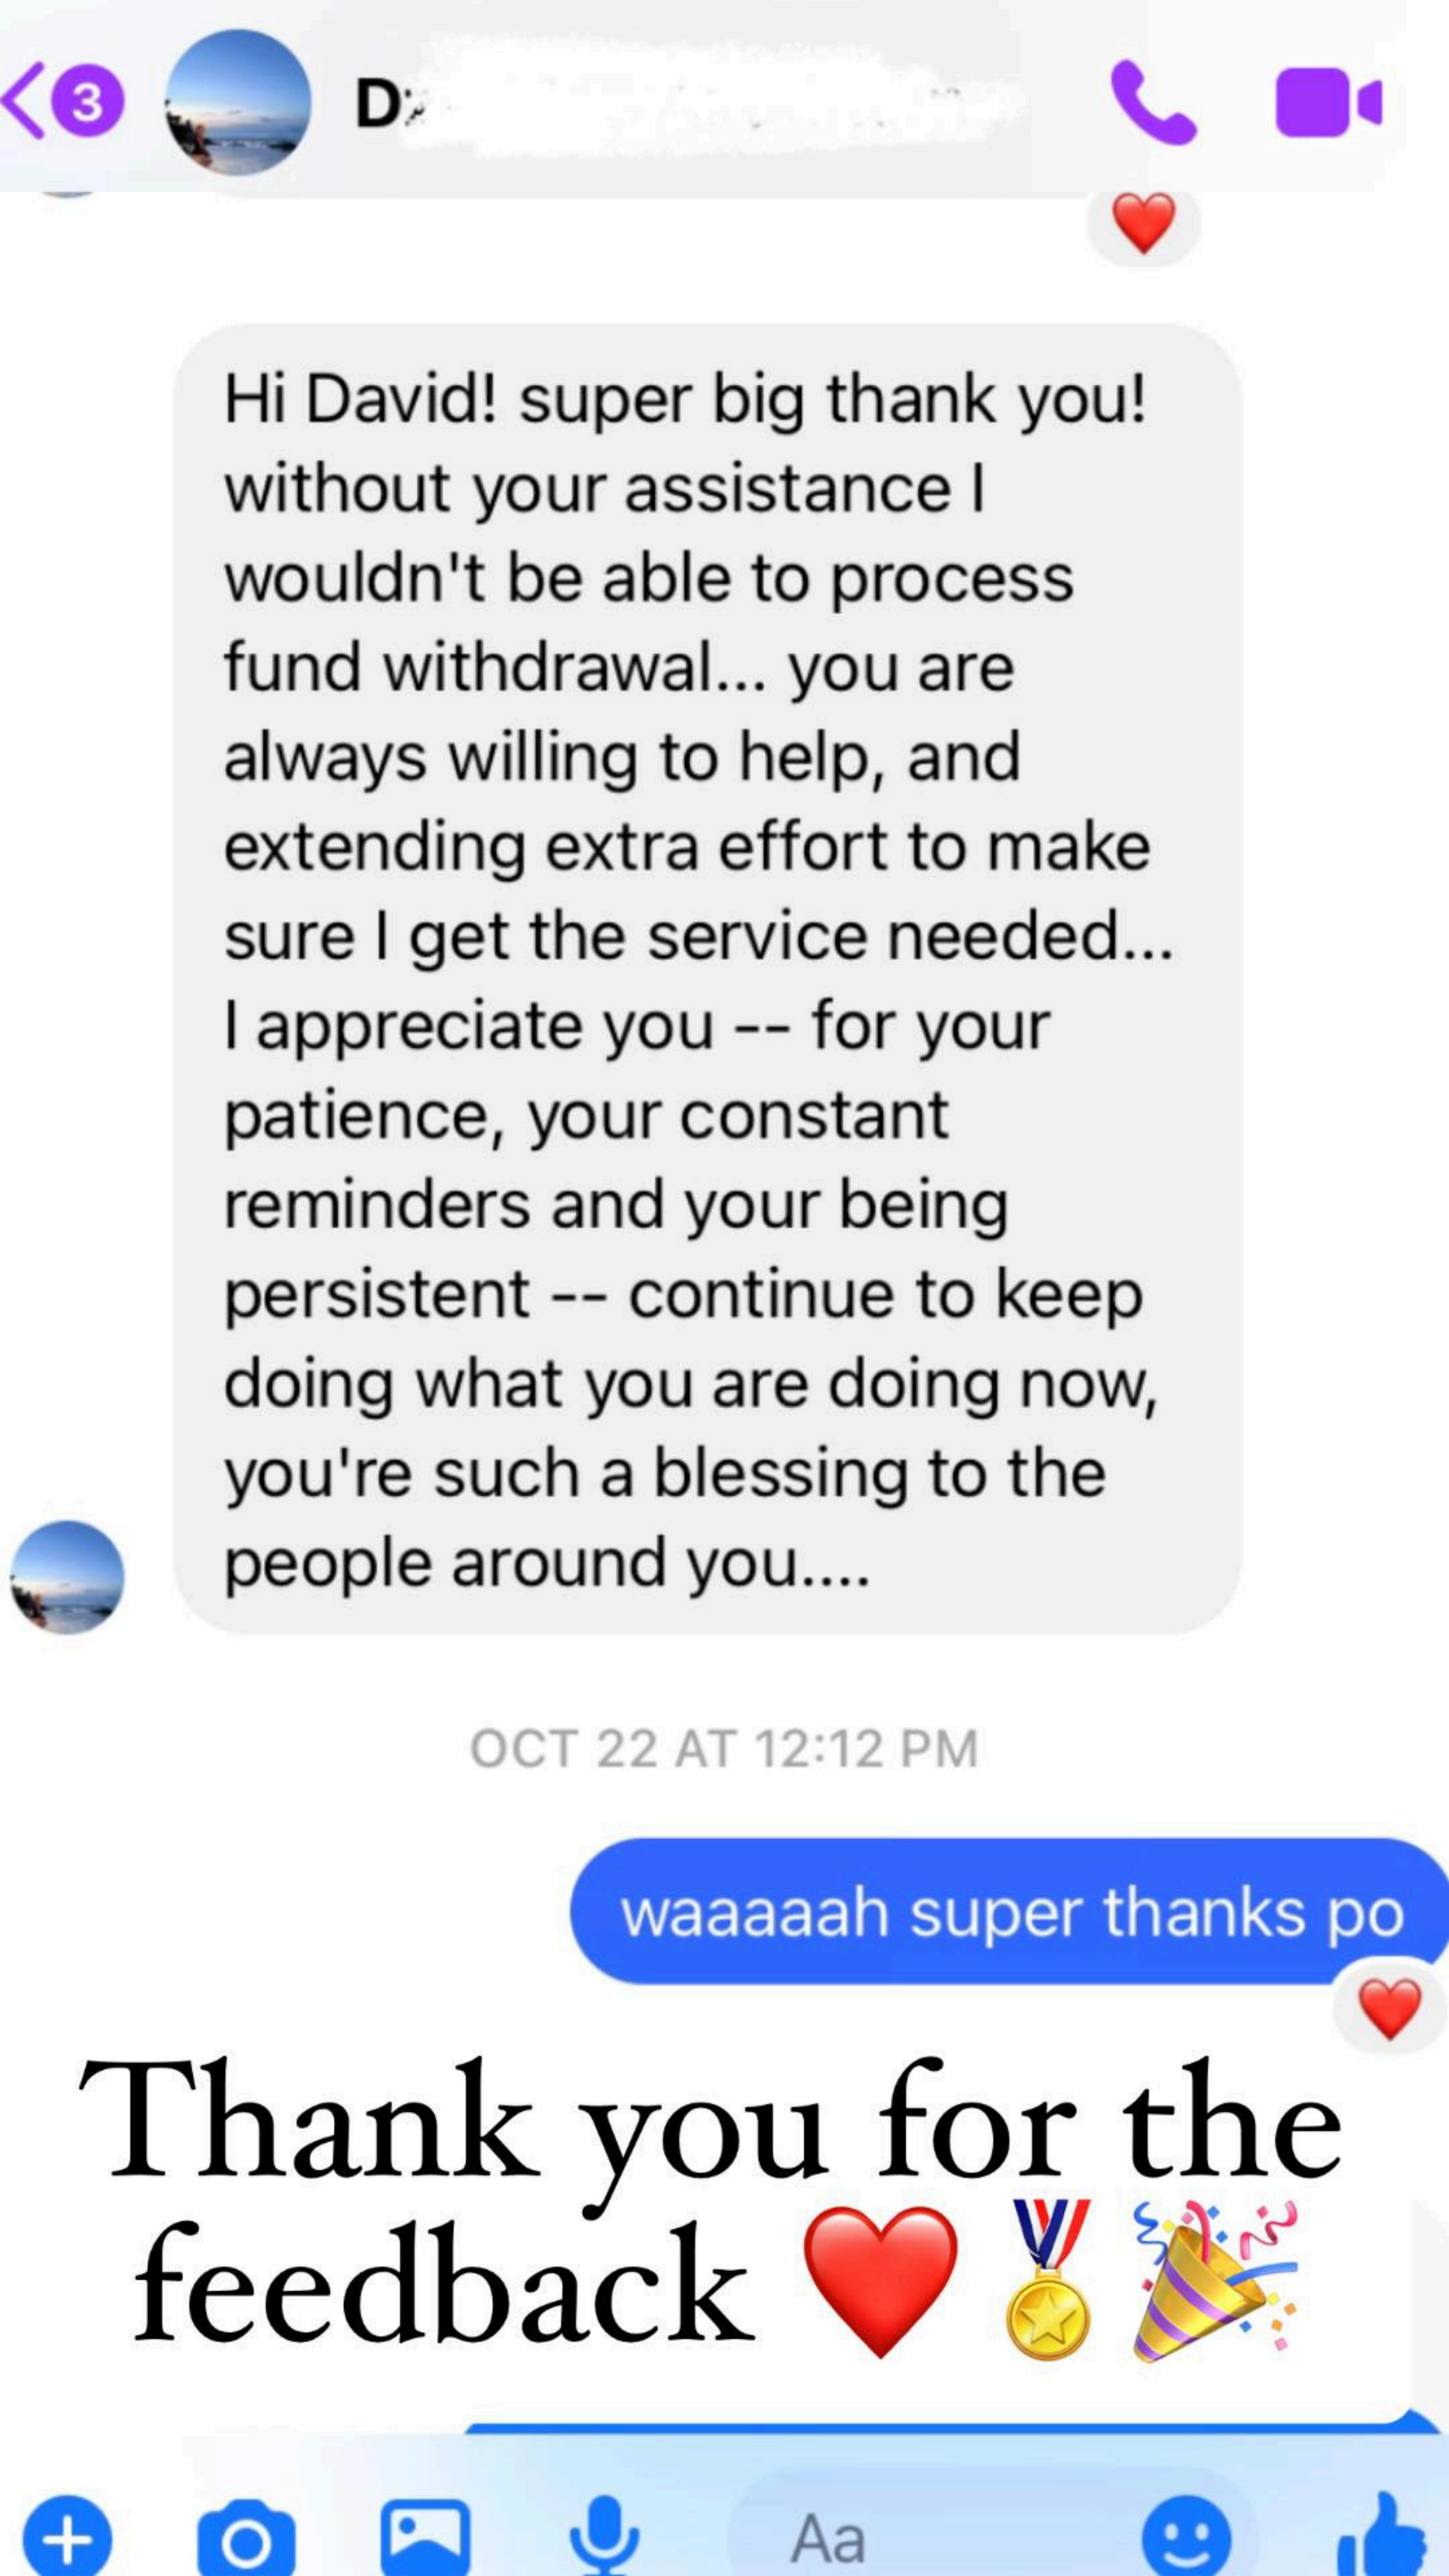 3
Hi David! super big thank you!
without your assistance I
wouldn't be able to process
fund withdrawal... you are
always willing to help, and
extending extra effort to make
sure I get the service needed...
I appreciate you -- for your
patience, your constant
reminders and your being
persistent -- continue to keep
doing what you are doing now,
you're such a blessing to the
people around you....
OCT 22 AT 12:12 PM
waaaaah super thanks po
Thank you for the
feedback ❤️🏅🎉
Aa